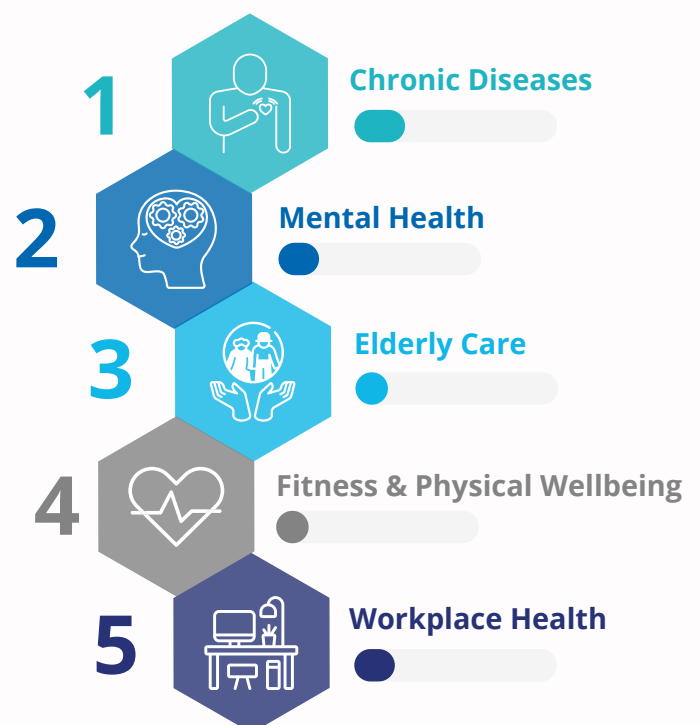 1
Chronic Diseases
2
Mental Health
3
Elderly Care
4
Fitness & Physical Wellbeing
5
Workplace Health